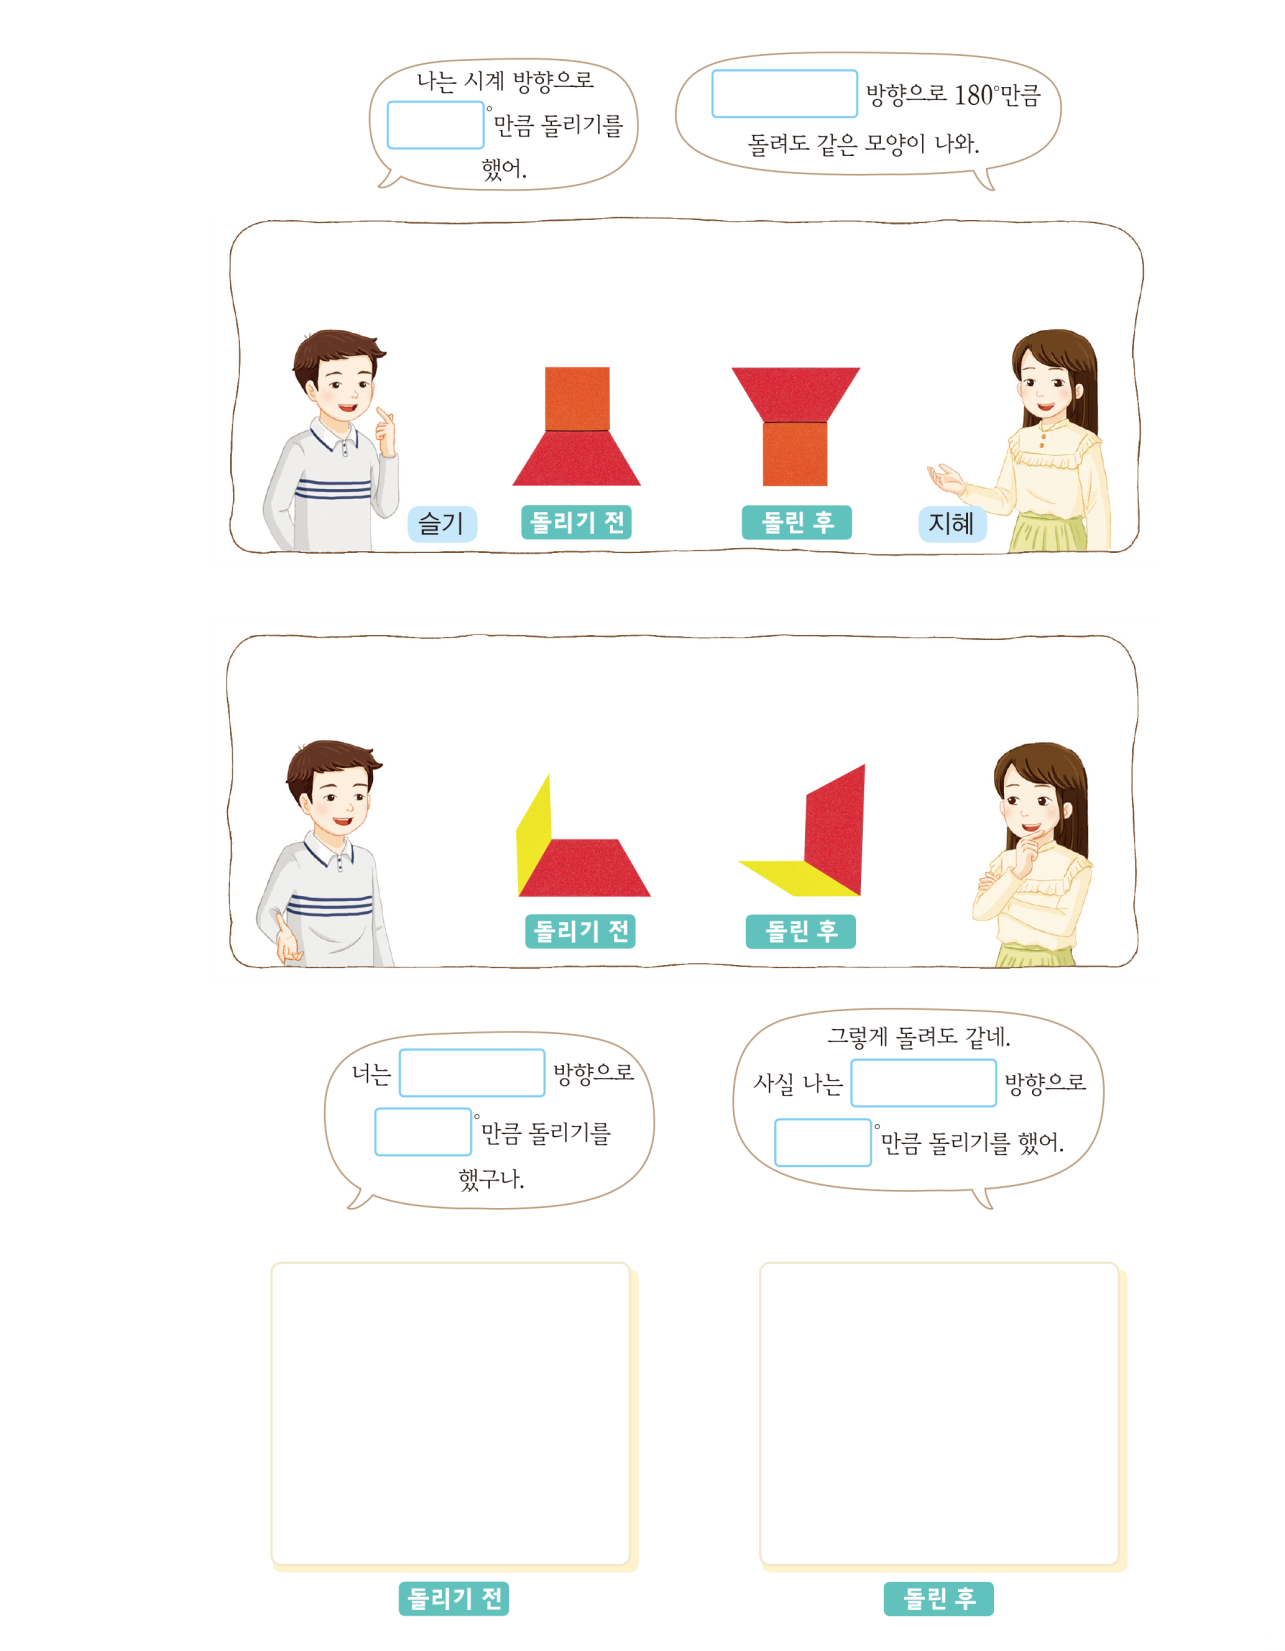 나는 시계 방향으로
°만큼 돌리기를
했어.
방향으로 180°만큼
돌려도 같은 모양이 나와.
슬기
돌리기 전
돌린 후
지혜
돌리기 전
돌린 후
너는 방향으로
°만큼 돌리기를
했구나.
그렇게 돌려도 같네.
사실 나는 방향으로
°만큼 돌리기를 했어.
돌리기 전
돌린 후